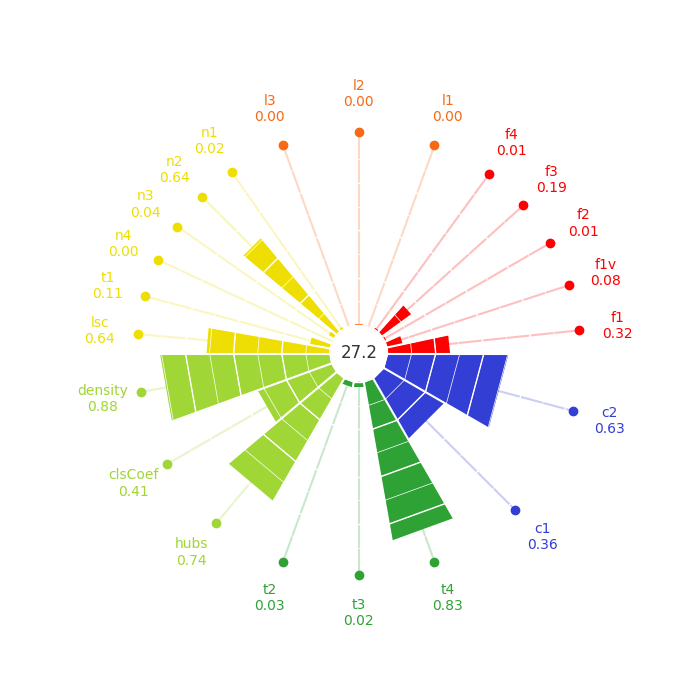 l2
0.00
l3
0.00
l1
0.00
n1
0.02
f4
0.01
n2
0.64
f3
0.19
n3
0.04
f2
0.01
n4
0.00
f1v
0.08
t1
0.11
f1
0.32
lsc
0.64
27.2
density
0.88
c2
0.63
clsCoef
0.41
c1
0.36
hubs
0.74
t2
0.03
t3
0.02
t4
0.83